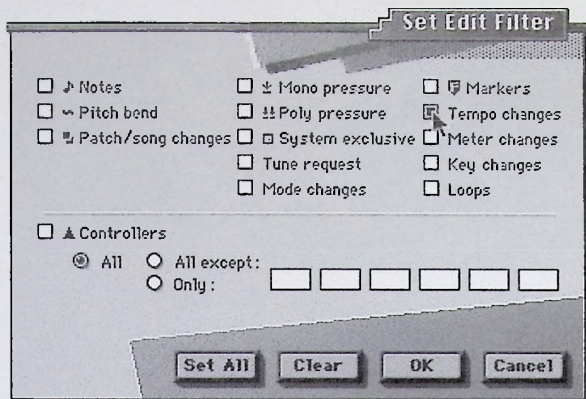 Set Edit Filter
Notes
Pitch bend
Patch/song changes
Mono pressure
Poly pressure
System exclusive
Tune request
Mode changes
Markers
Tempo changes
Meter changes
Key changes
Loops
Controllers
All
All except:
Only:
Set All
Clear
OK
Cancel